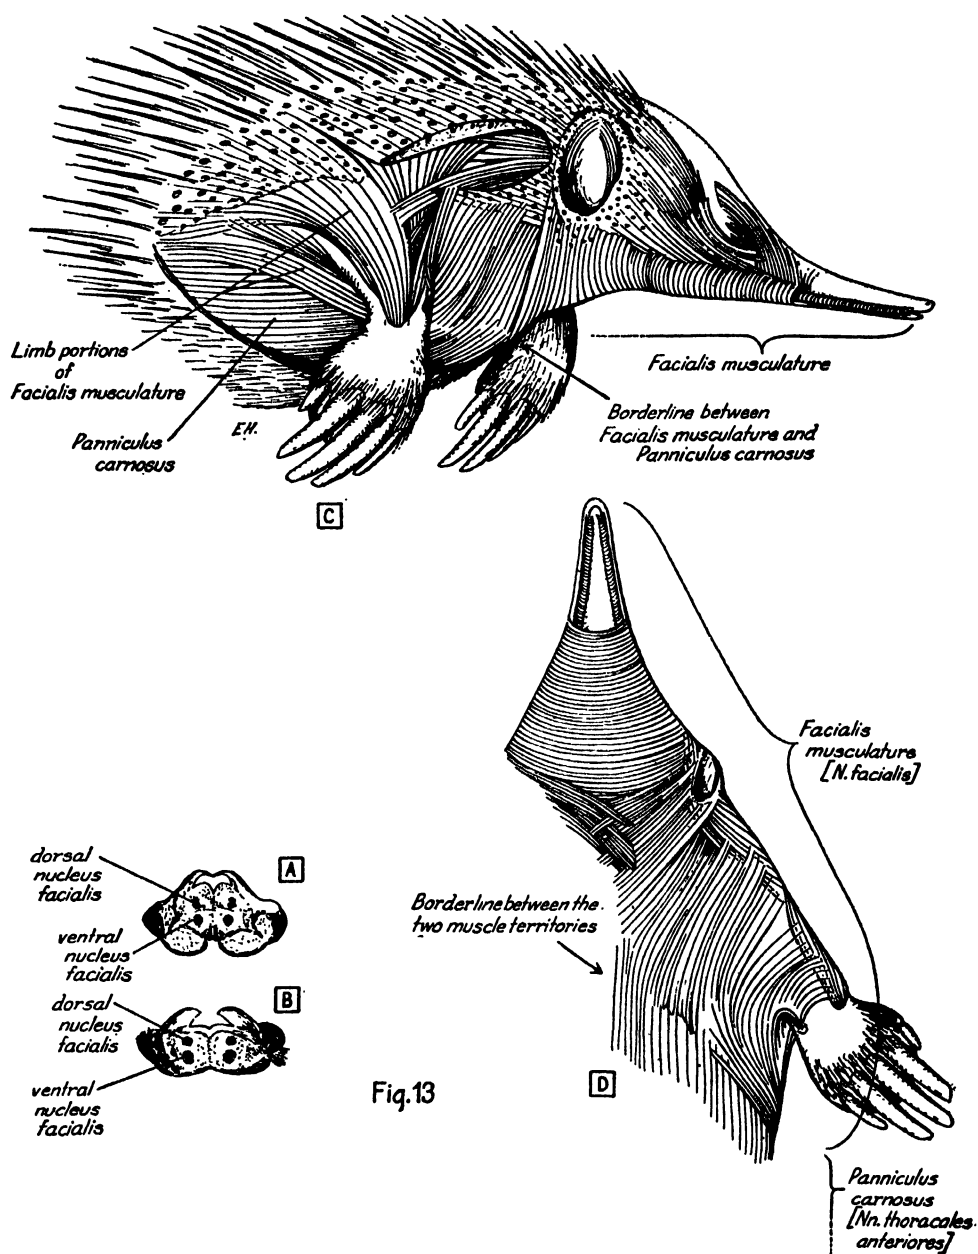 Limb portions
of
Facialis musculature
Panniculus
carnosus
E.H.
Facialis musculature
Borderline between
Facialis musculature and
Panniculus carnosus
C
Facialis
musculature
[N. facialis]
dorsal
nucleus
facialis
A
ventral
nucleus
facialis
Borderline between the
two muscle territories
dorsal
nucleus
facialis
B
ventral
nucleus
facialis
Fig. 13
D
Panniculus
carnosus
[Nn. thoracales
anteriores]